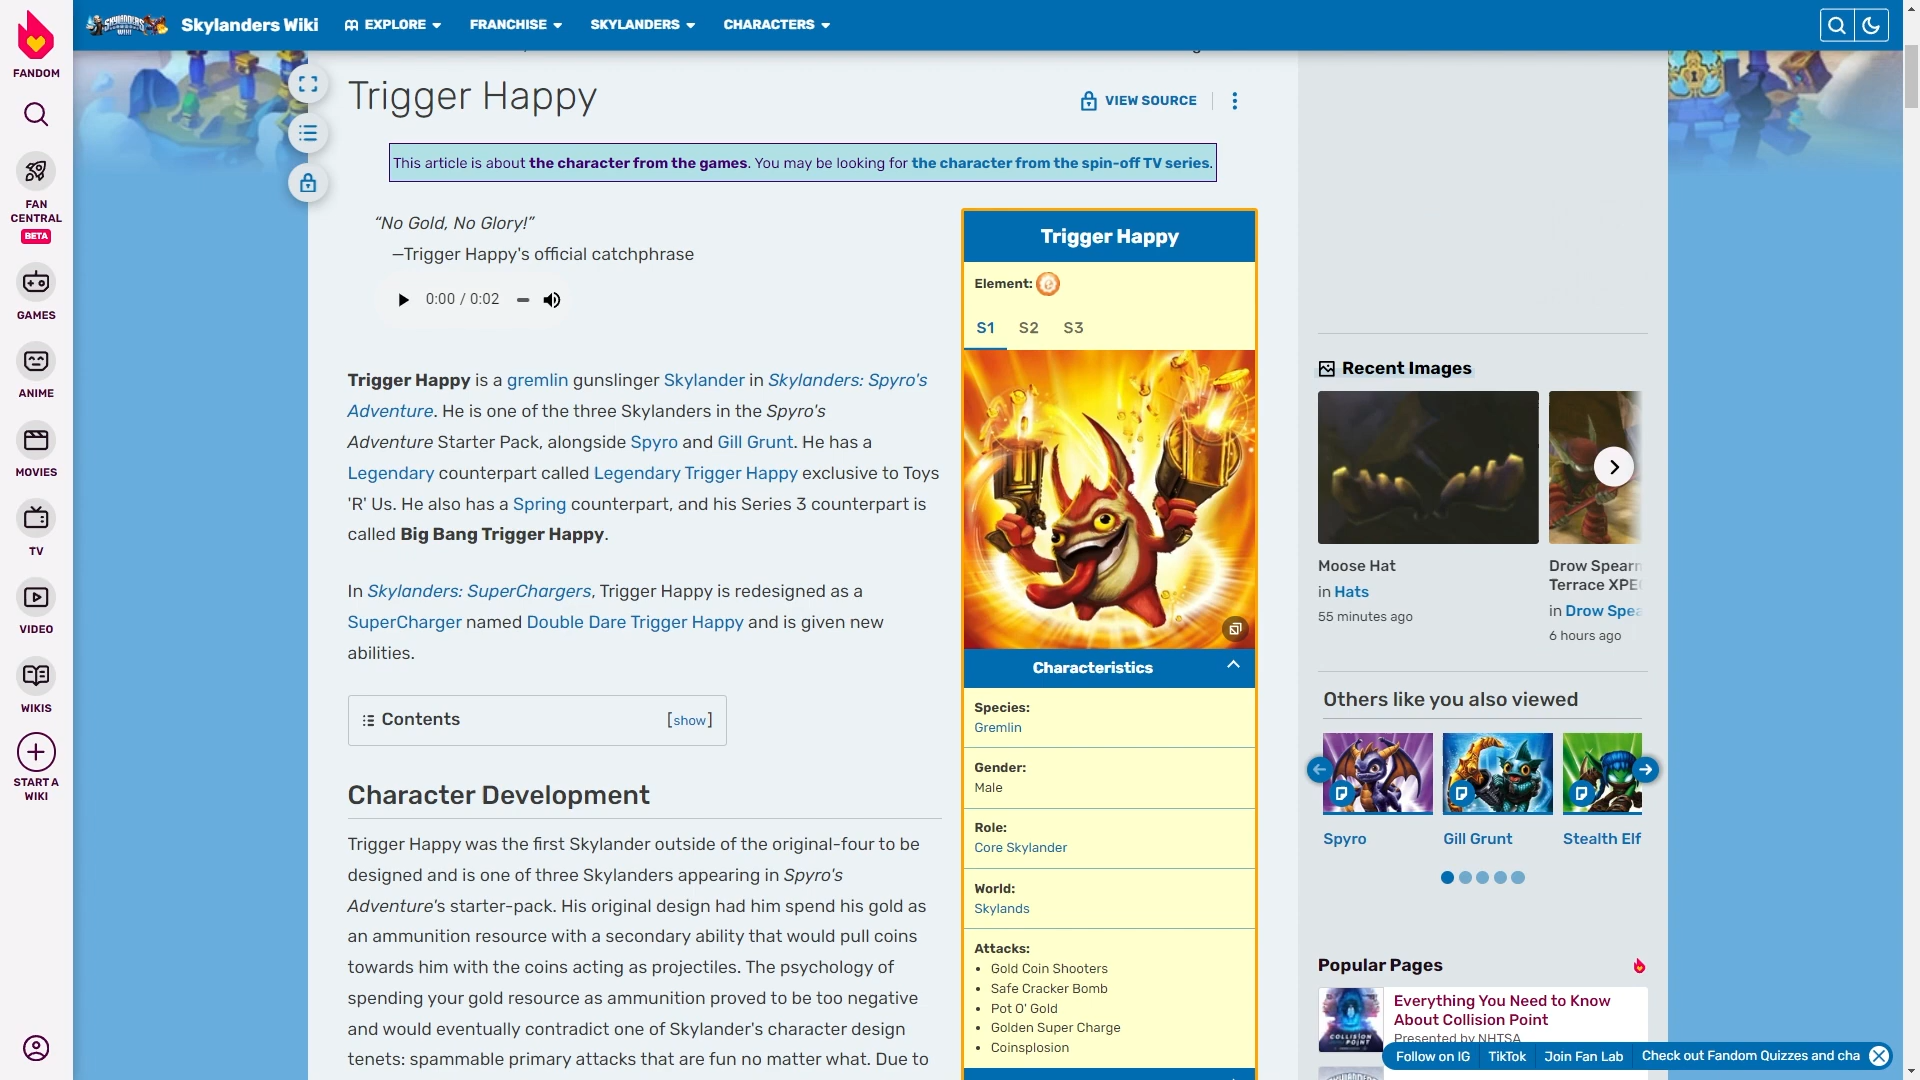 FANDOM
FAN
CENTRAL
BETA
GAMES
ANIME
MOVIES
TV
VIDEO
WIKIS
START A
WIKI
Skylanders Wiki
EXPLORE
FRANCHISE
SKYLANDERS
CHARACTERS
Trigger Happy
VIEW SOURCE
This article is about the character from the games. You may be looking for the character from the spin-off TV series.
“No Gold, No Glory!”
—Trigger Happy's official catchphrase
0:00 / 0:02
Trigger Happy is a gremlin gunslinger Skylander in Skylanders: Spyro's
Adventure. He is one of the three Skylanders in the Spyro's
Adventure Starter Pack, alongside Spyro and Gill Grunt. He has a
Legendary counterpart called Legendary Trigger Happy exclusive to Toys
'R' Us. He also has a Spring counterpart, and his Series 3 counterpart is
called Big Bang Trigger Happy.
In Skylanders: SuperChargers, Trigger Happy is redesigned as a
SuperCharger named Double Dare Trigger Happy and is given new
abilities.
Contents [show]
Character Development
Trigger Happy was the first Skylander outside of the original-four to be
designed and is one of three Skylanders appearing in Spyro's
Adventure's starter-pack. His original design had him spend his gold as
an ammunition resource with a secondary ability that would pull coins
towards him with the coins acting as projectiles. The psychology of
spending your gold resource as ammunition proved to be too negative
and would eventually contradict one of Skylander's character design
tenets: spammable primary attacks that are fun no matter what. Due to
Trigger Happy
Element:
S1 S2 S3
Characteristics
Species:
Gremlin
Gender:
Male
Role:
Core Skylander
World:
Skylands
Attacks:
• Gold Coin Shooters
• Safe Cracker Bomb
• Pot O' Gold
• Golden Super Charge
• Coinsplosion
Recent Images
Moose Hat
in Hats
55 minutes ago
Drow Spearm
Terrace XPE
in Drow Spea
6 hours ago
Others like you also viewed
Spyro
Gill Grunt
Stealth Elf
Popular Pages
COLLISION
POINT
Everything You Need to Know
About Collision Point
Presented by NHTSA
Follow on IG
TikTok
Join Fan Lab
Check out Fandom Quizzes and cha